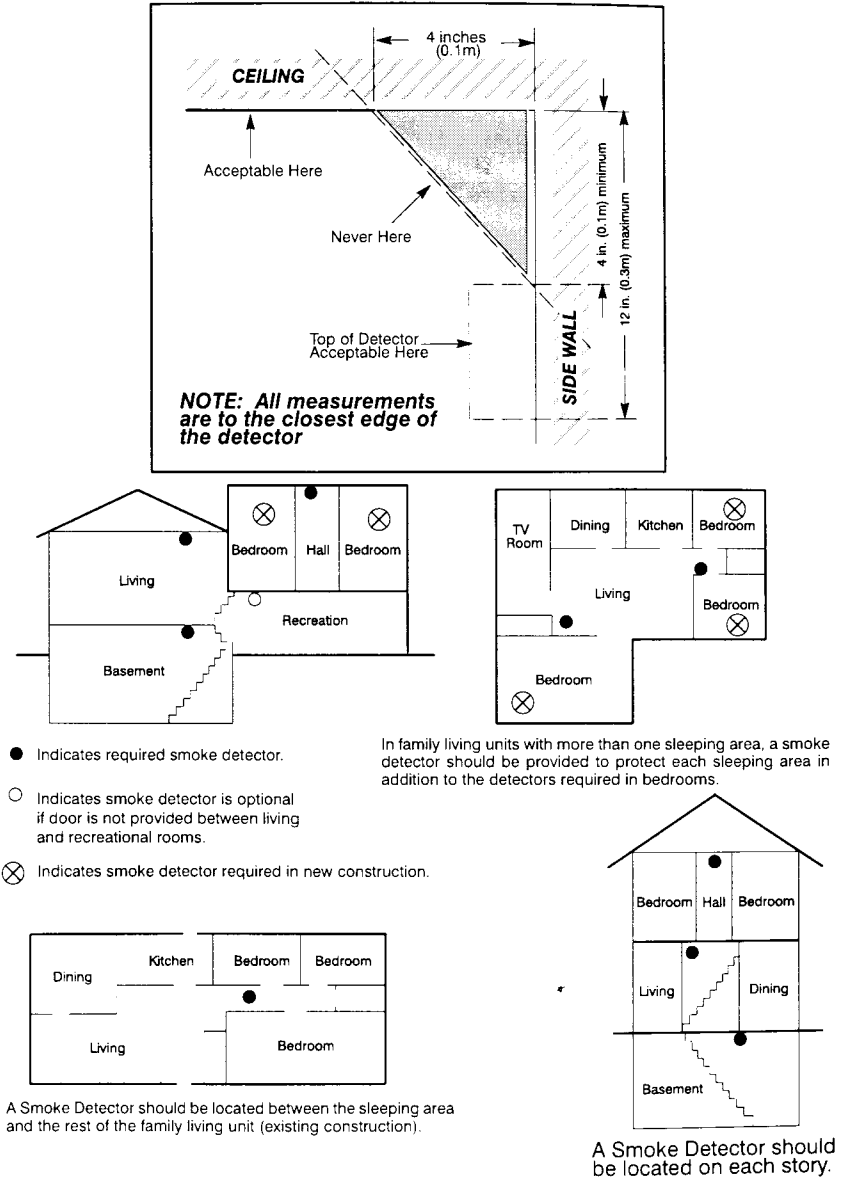 4 inches
(0.1m)
CEILING
Acceptable Here
Never Here
4 in. (0.1m) minimum
12 in. (0.3m) maximum
Top of Detector
Acceptable Here
SIDE WALL
NOTE: All measurements
are to the closest edge of
the detector
Bedroom
Hall
Bedroom
Living
Recreation
Basement
TV
Room
Dining
Kitchen
Bedroom
Living
Bedroom
Bedroom
Indicates required smoke detector.
Indicates smoke detector is optional
if door is not provided between living
and recreational rooms.
Indicates smoke detector required in new construction.
In family living units with more than one sleeping area, a smoke
detector should be provided to protect each sleeping area in
addition to the detectors required in bedrooms.
Dining
Kitchen
Bedroom
Bedroom
Living
Bedroom
A Smoke Detector should be located between the sleeping area
and the rest of the family living unit (existing construction).
Bedroom
Hall
Bedroom
Living
Dining
Basement
A Smoke Detector should
be located on each story.